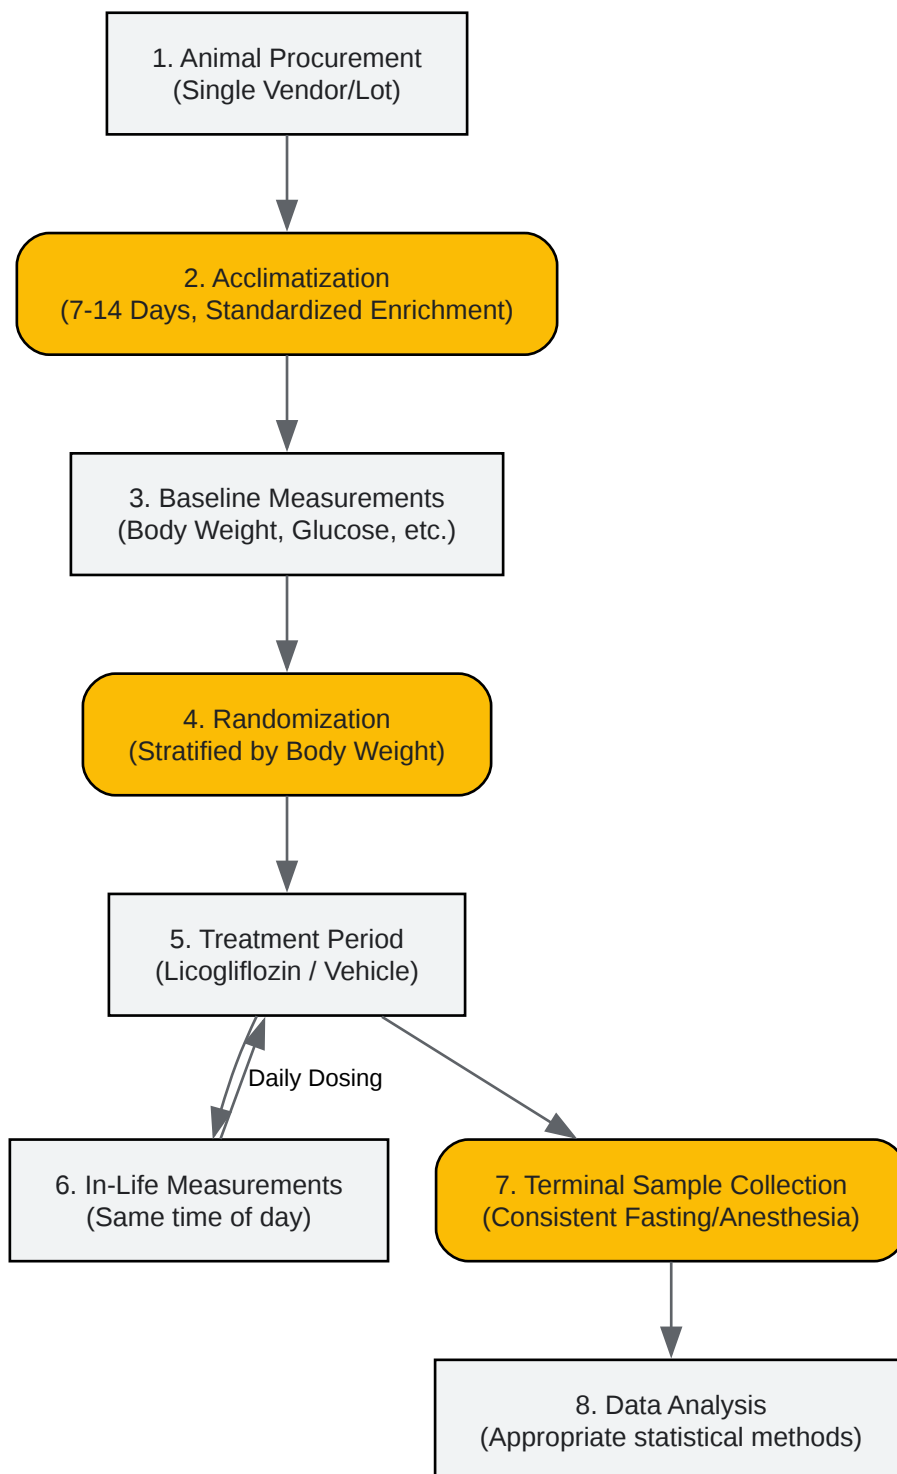 1. Animal Procurement
(Single Vendor/Lot)
2. Acclimatization
(7-14 Days, Standardized Enrichment)
3. Baseline Measurements
(Body Weight, Glucose, etc.)
4. Randomization
(Stratified by Body Weight)
5. Treatment Period
(Licogliflozin / Vehicle)
Daily Dosing
6. In-Life Measurements
(Same time of day)
7. Terminal Sample Collection
(Consistent Fasting/Anesthesia)
8. Data Analysis
(Appropriate statistical methods)